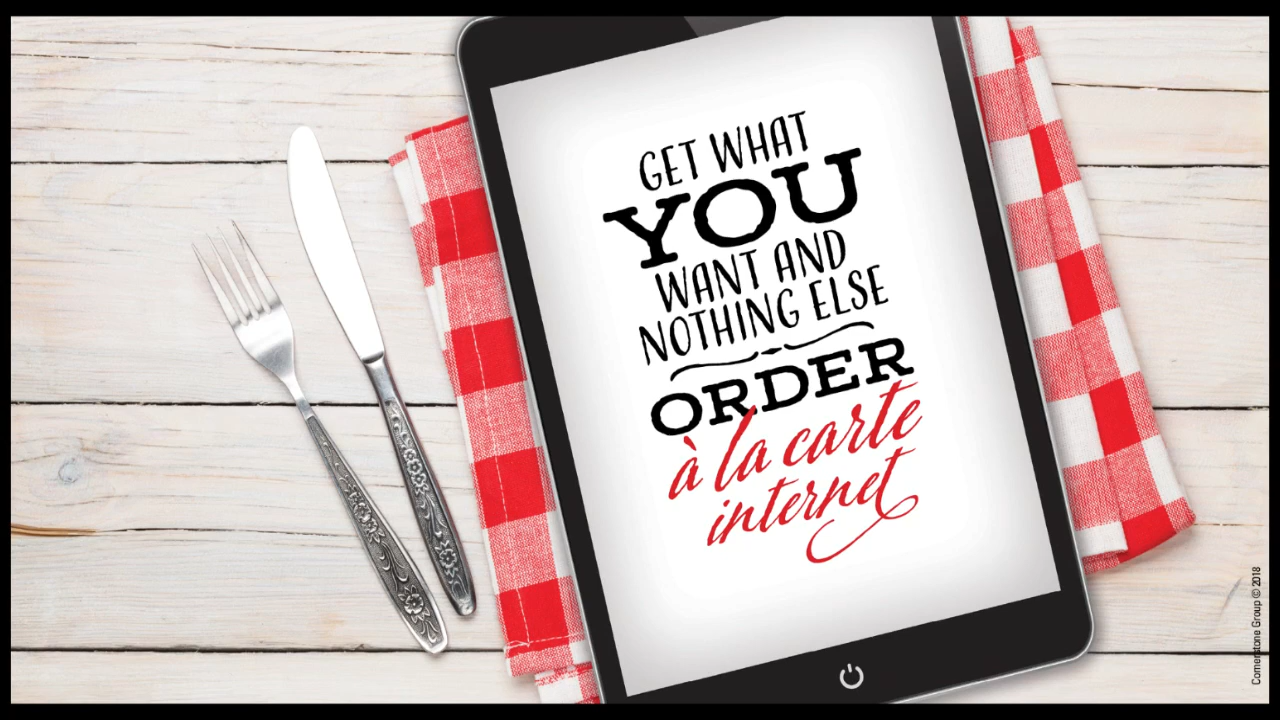 GET WHAT
YOU
WANT AND
NOTHING ELSE
ORDER
à la carte
internet
Cornerstone Group © 2018